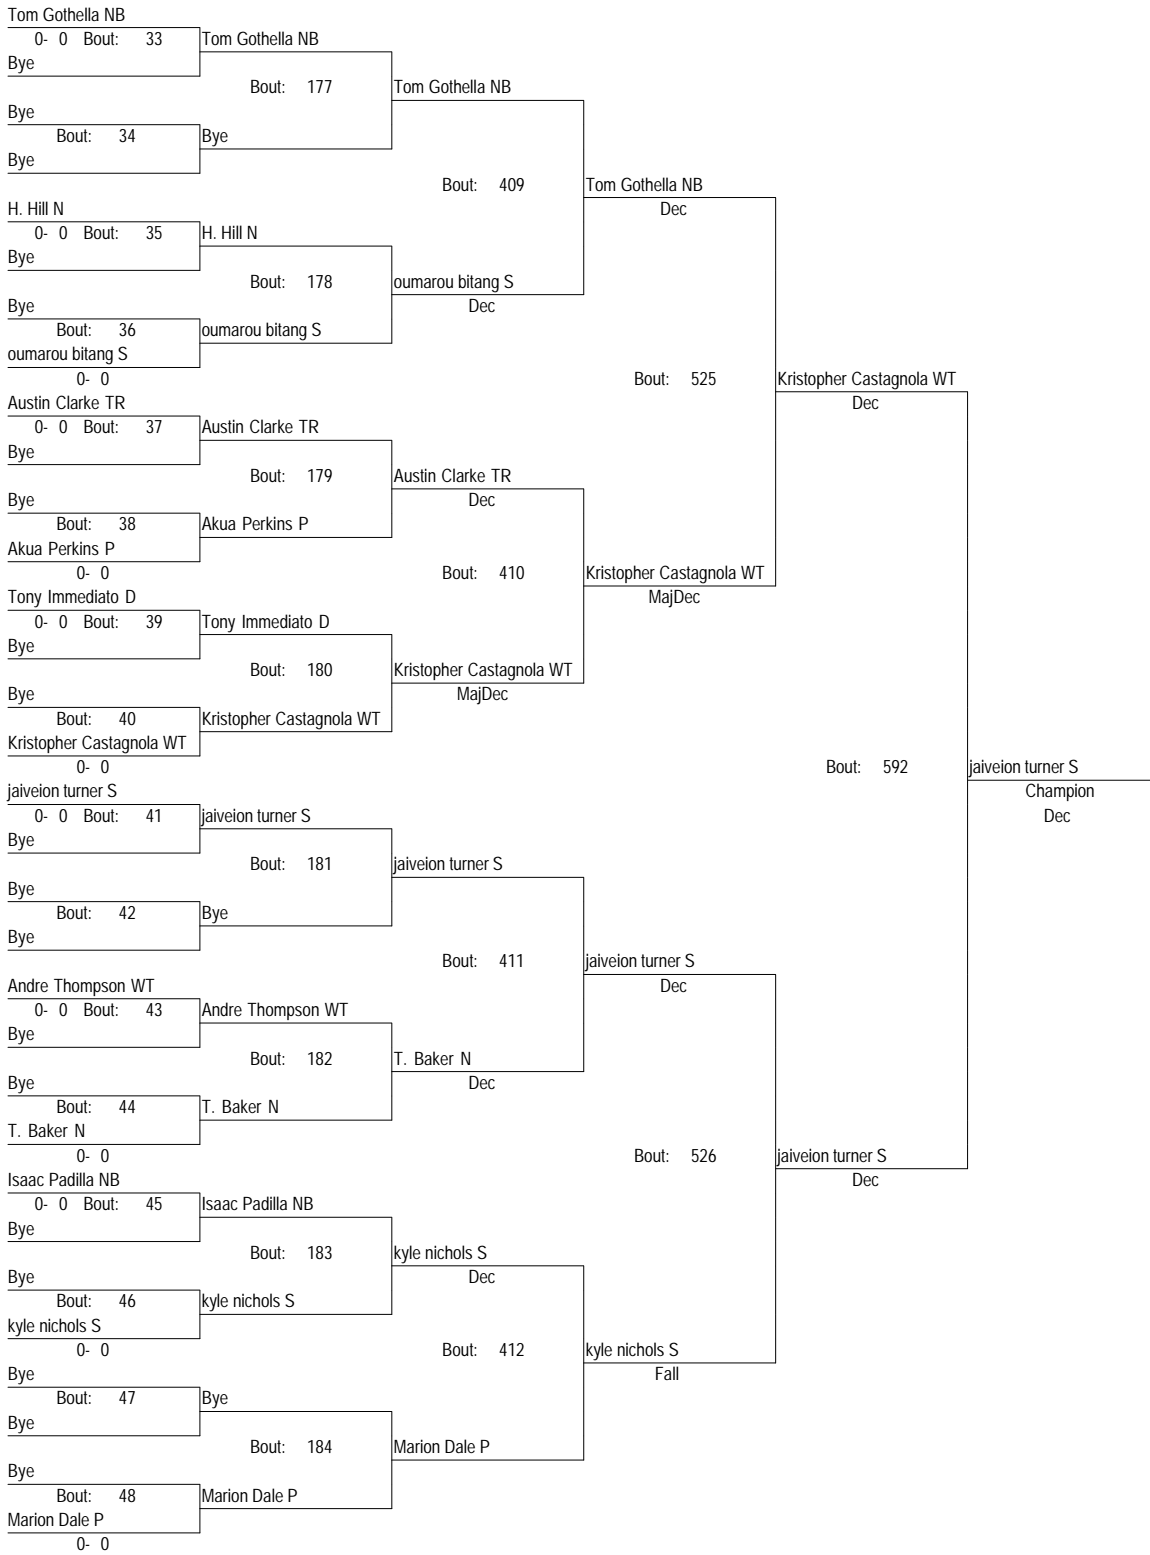 Tom Gothella NB
0- 0 Bout: 33 Tom Gothella NB
Bye
Bout: 177 Tom Gothella NB
Bye
Bout: 34 Bye
Bye
Bout: 409 Tom Gothella NB
Dec
H. Hill N
0- 0 Bout: 35 H. Hill N
Bye
Bout: 178 oumarou bitang S
Dec
Bye
Bout: 36 oumarou bitang S
oumarou bitang S
0- 0
Bout: 525 Kristopher Castagnola WT
Dec
Austin Clarke TR
0- 0 Bout: 37 Austin Clarke TR
Bye
Bout: 179 Austin Clarke TR
Dec
Bye
Bout: 38 Akua Perkins P
Akua Perkins P
0- 0
Bout: 410 Kristopher Castagnola WT
MajDec
Tony Immediato D
0- 0 Bout: 39 Tony Immediato D
Bye
Bout: 180 Kristopher Castagnola WT
MajDec
Bye
Bout: 40 Kristopher Castagnola WT
Kristopher Castagnola WT
0- 0
Bout: 592 jaiveion turner S
Champion
Dec
jaiveion turner S
0- 0 Bout: 41 jaiveion turner S
Bye
Bout: 181 jaiveion turner S
Bye
Bout: 42 Bye
Bye
Bout: 411 jaiveion turner S
Dec
Andre Thompson WT
0- 0 Bout: 43 Andre Thompson WT
Bye
Bout: 182 T. Baker N
Dec
Bye
Bout: 44 T. Baker N
T. Baker N
0- 0
Bout: 526 jaiveion turner S
Dec
Isaac Padilla NB
0- 0 Bout: 45 Isaac Padilla NB
Bye
Bout: 183 kyle nichols S
Dec
Bye
Bout: 46 kyle nichols S
kyle nichols S
0- 0
Bout: 412 kyle nichols S
Fall
Bye
Bout: 47 Bye
Bye
Bout: 184 Marion Dale P
Bye
Bout: 48 Marion Dale P
Marion Dale P
0- 0